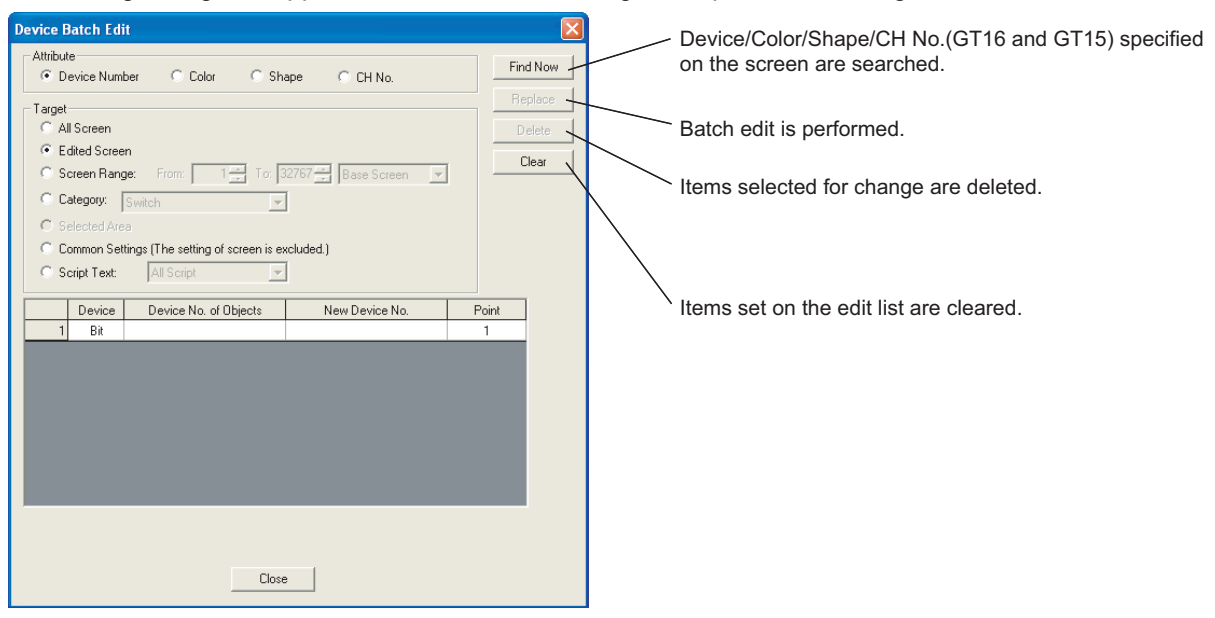 Device Batch Edit
Attribute
Device Number Color Shape CH No.
Find Now
Replace
Delete
Clear
Target
All Screen
Edited Screen
Screen Range: From: 1 To: 32767 Base Screen
Category: Switch
Selected Area
Common Settings (The setting of screen is excluded.)
Script Text: All Script
Device Device No. of Objects New Device No. Point
1 Bit 1
Close
Device/Color/Shape/CH No.(GT16 and GT15) specified
on the screen are searched.
Batch edit is performed.
Items selected for change are deleted.
Items set on the edit list are cleared.